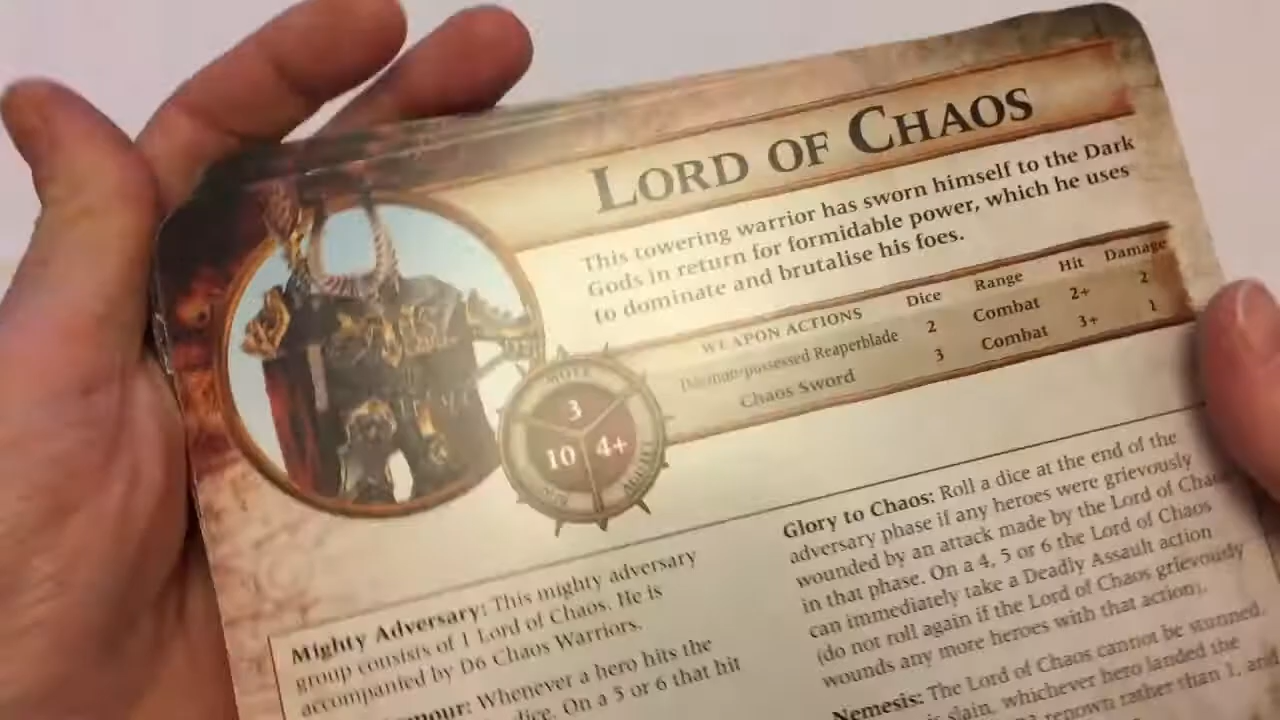 LORD OF CHAOS
This towering warrior has sworn himself to the Dark
Gods in return for formidable power, which he uses
to dominate and brutalise his foes.
WEAPON ACTIONS Dice Range Hit Damage
Daemon-possessed Reaperblade 2 Combat 2+ 2
Chaos Sword 3 Combat 3+ 1
MOVE
3
10 4+
AGILITY
Mighty Adversary: This mighty adversary
group consists of 1 Lord of Chaos. He is
accompanied by D6 Chaos Warriors.
Whenever a hero hits the
dice. On a 5 or 6 that hit
Glory to Chaos: Roll a dice at the end of the
adversary phase if any heroes were grievously
wounded by an attack made by the Lord of Chaos
in that phase. On a 4, 5 or 6 the Lord of Chaos
can immediately take a Deadly Assault action
(do not roll again if the Lord of Chaos grievously
wounds any more heroes with that action).
Nemesis: The Lord of Chaos cannot be stunned.
slain, whichever hero landed the
renown rather than 1, and